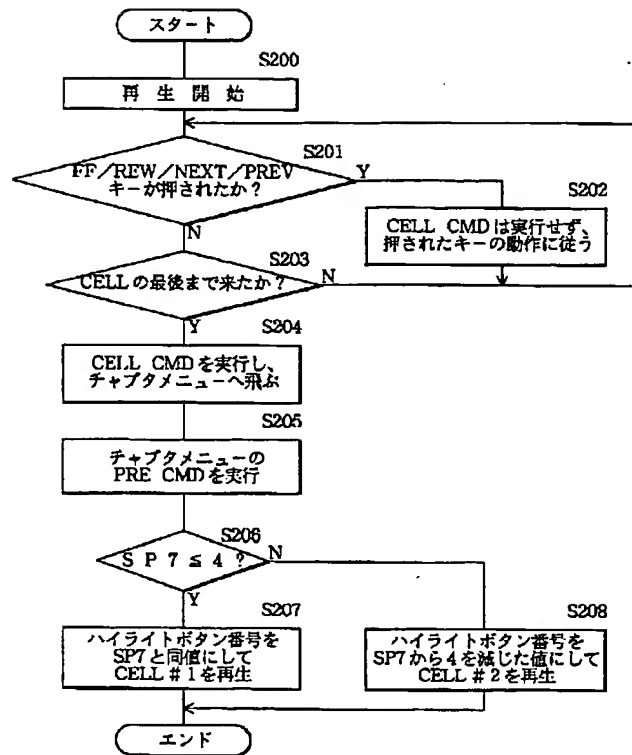 スタート
S200
再生開始
S201
FF/REW/NEXT/PREV
キーが押されたか?
Y
N
S202
CELL CMDは実行せず、
押されたキーの動作に従う
S203
CELLの最後まで来たか?
N
Y
S204
CELL CMDを実行し、
チャプタメニューへ飛ぶ
S205
チャプタメニューの
PRE CMDを実行
S206
SP7≦4?
N
Y
S207
ハイライトボタン番号を
SP7と同値にして
CELL #1を再生
S208
ハイライトボタン番号を
SP7から4を減じた値にして
CELL #2を再生
エンド